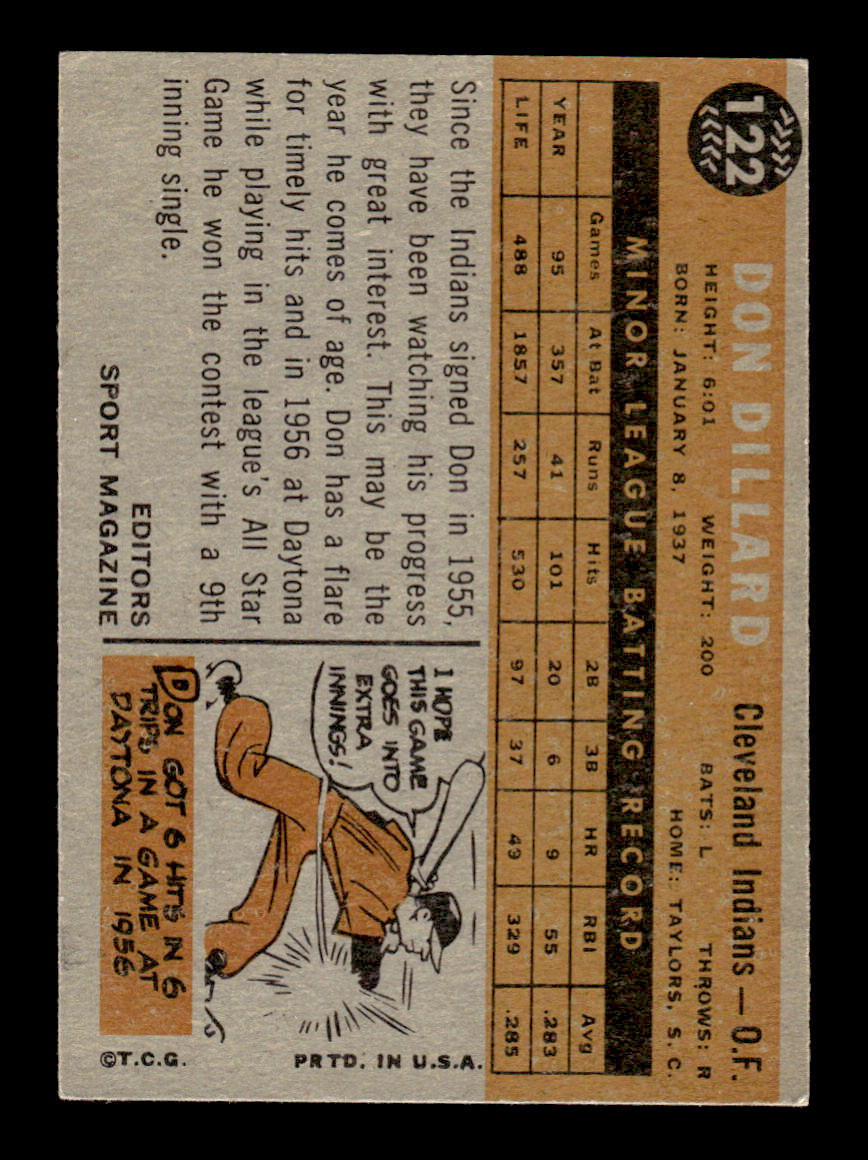 122
DON DILLARD Cleveland Indians — O.F.
HEIGHT: 6:01 WEIGHT: 200 BATS: L THROWS: R
BORN: JANUARY 8, 1937 HOME: TAYLORS, S. C.
MINOR LEAGUE BATTING RECORD
Games At Bat Runs Hits 2B 3B HR RBI Avg
YEAR 95 357 41 101 20 6 9 55 .283
LIFE 488 1857 257 530 97 37 49 329 .285
Since the Indians signed Don in 1955,
they have been watching his progress
with great interest. This may be the
year he comes of age. Don has a flare
for timely hits and in 1956 at Daytona
while playing in the league's All Star
Game he won the contest with a 9th
inning single.
EDITORS
SPORT MAGAZINE
I HOPE
THIS GAME
GOES INTO
EXTRA
INNINGS!
DON GOT 6 HITS IN 6
TRIPS IN A GAME AT
DAYTONA IN 1956
©T.C.G. PRTD. IN U.S.A.